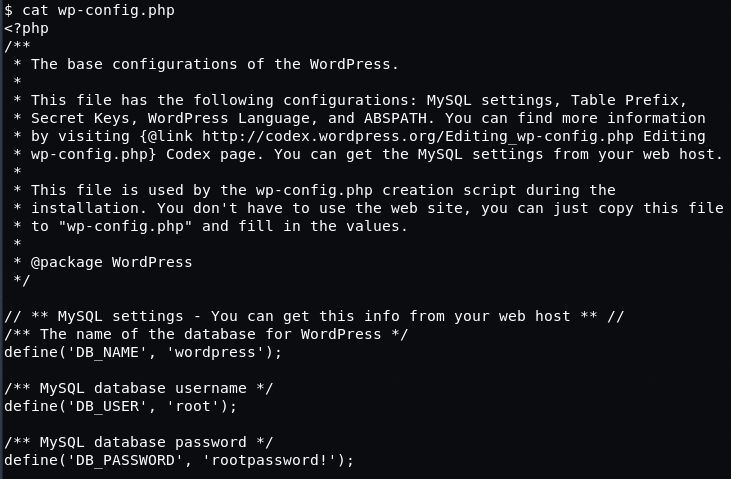 $ cat wp-config.php
<?php
/**
 * The base configurations of the WordPress.
 *
 * This file has the following configurations: MySQL settings, Table Prefix,
 * Secret Keys, WordPress Language, and ABSPATH. You can find more information
 * by visiting {@link http://codex.wordpress.org/Editing_wp-config.php Editing
 * wp-config.php} Codex page. You can get the MySQL settings from your web host.
 *
 * This file is used by the wp-config.php creation script during the
 * installation. You don't have to use the web site, you can just copy this file
 * to "wp-config.php" and fill in the values.
 *
 * @package WordPress
 */

// ** MySQL settings - You can get this info from your web host ** //
/** The name of the database for WordPress */
define('DB_NAME', 'wordpress');

/** MySQL database username */
define('DB_USER', 'root');

/** MySQL database password */
define('DB_PASSWORD', 'rootpassword!');